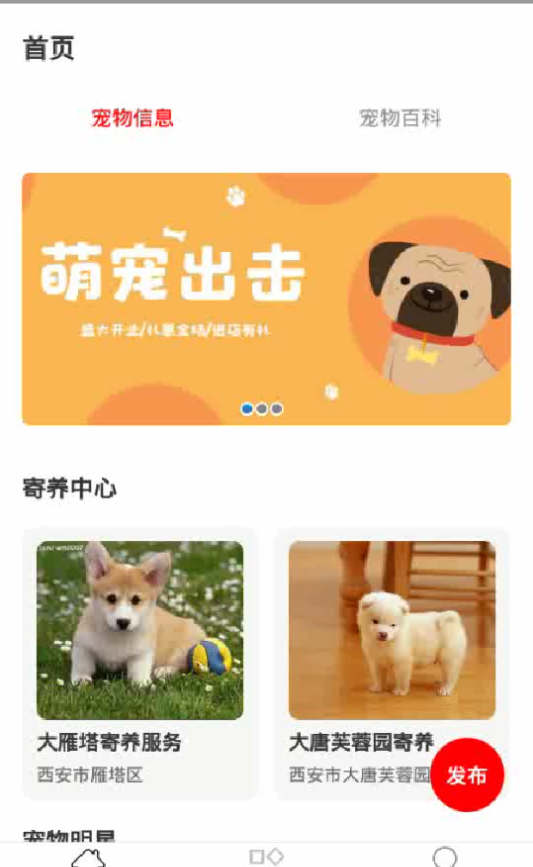 首页
宠物信息
宠物百科
萌宠出击
盛大开业/礼惠全场/进店有礼
寄养中心
大雁塔寄养服务
西安市雁塔区
大唐芙蓉园寄养
西安市大唐芙蓉园
发布
宠物明星